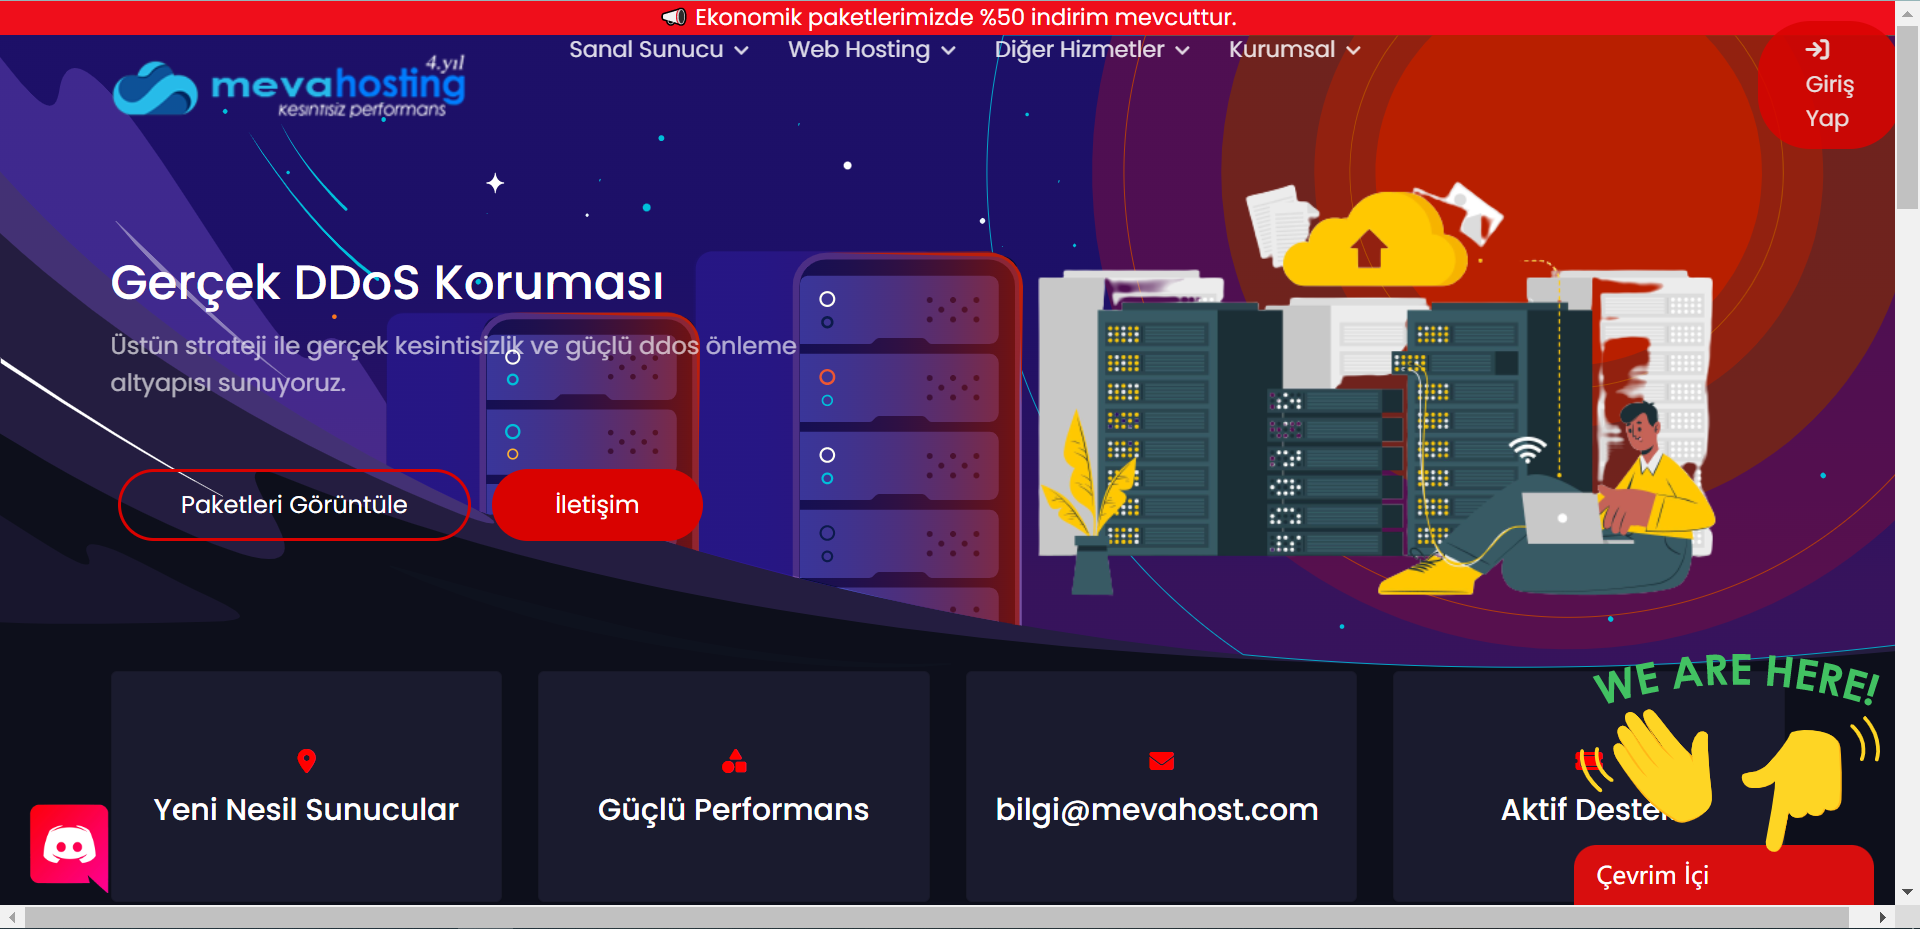 Ekonomik paketlerimizde %50 indirim mevcuttur.
Sanal Sunucu
Web Hosting
Diğer Hizmetler
Kurumsal
Giriş
Yap
4.yıl
mevahosting
kesintisiz performans
Gerçek DDoS Koruması
Üstün strateji ile gerçek kesintisizlik ve güçlü ddos önleme
altyapısı sunuyoruz.
Paketleri Görüntüle
İletişim
WE ARE HERE!
Yeni Nesil Sunucular
Güçlü Performans
bilgi@mevahost.com
Aktif Destek
Çevrim İçi